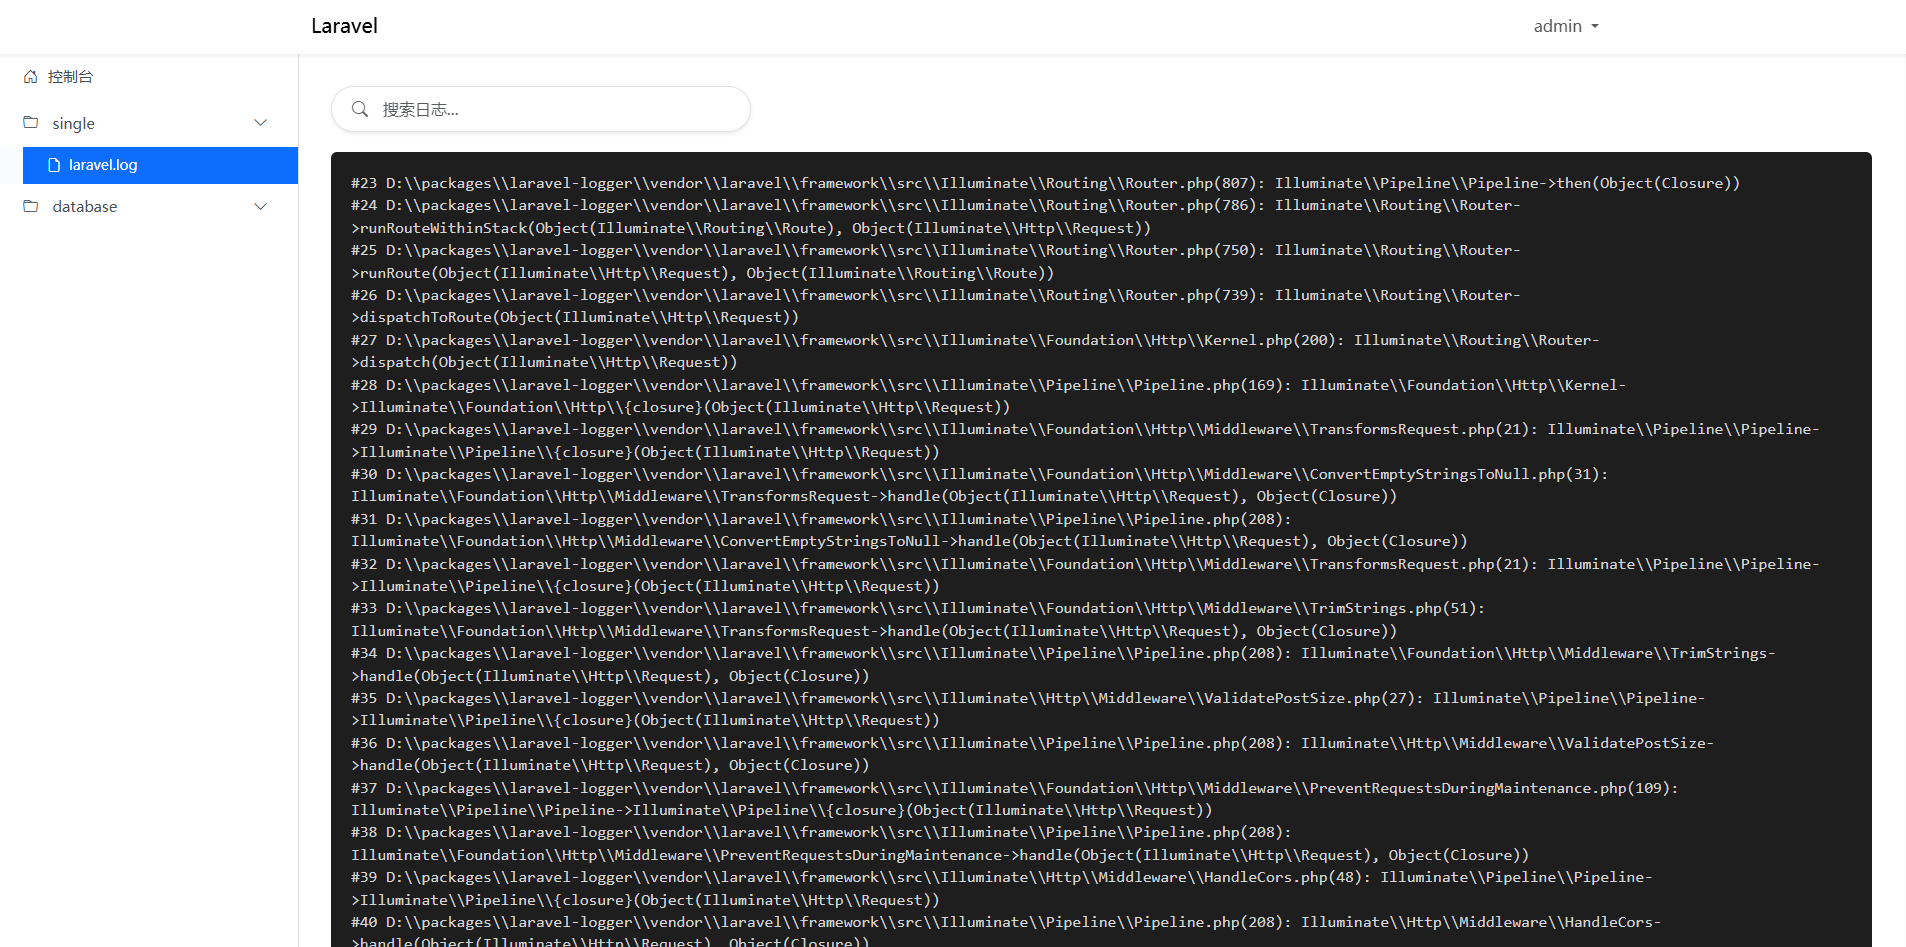 Laravel
admin
控制台
single
laravel.log
database
搜索日志...
#23 D:\\packages\\laravel-logger\\vendor\\laravel\\framework\\src\\Illuminate\\Routing\\Router.php(807): Illuminate\\Pipeline\\Pipeline->then(Object(Closure))
#24 D:\\packages\\laravel-logger\\vendor\\laravel\\framework\\src\\Illuminate\\Routing\\Router.php(786): Illuminate\\Routing\\Router-
>runRouteWithinStack(Object(Illuminate\\Routing\\Route), Object(Illuminate\\Http\\Request))
#25 D:\\packages\\laravel-logger\\vendor\\laravel\\framework\\src\\Illuminate\\Routing\\Router.php(750): Illuminate\\Routing\\Router-
>runRoute(Object(Illuminate\\Http\\Request), Object(Illuminate\\Routing\\Route))
#26 D:\\packages\\laravel-logger\\vendor\\laravel\\framework\\src\\Illuminate\\Routing\\Router.php(739): Illuminate\\Routing\\Router-
>dispatchToRoute(Object(Illuminate\\Http\\Request))
#27 D:\\packages\\laravel-logger\\vendor\\laravel\\framework\\src\\Illuminate\\Foundation\\Http\\Kernel.php(200): Illuminate\\Routing\\Router-
>dispatch(Object(Illuminate\\Http\\Request))
#28 D:\\packages\\laravel-logger\\vendor\\laravel\\framework\\src\\Illuminate\\Pipeline\\Pipeline.php(169): Illuminate\\Foundation\\Http\\Kernel-
>Illuminate\\Foundation\\Http\\{closure}(Object(Illuminate\\Http\\Request))
#29 D:\\packages\\laravel-logger\\vendor\\laravel\\framework\\src\\Illuminate\\Foundation\\Http\\Middleware\\TransformsRequest.php(21): Illuminate\\Pipeline\\Pipeline-
>Illuminate\\Pipeline\\{closure}(Object(Illuminate\\Http\\Request))
#30 D:\\packages\\laravel-logger\\vendor\\laravel\\framework\\src\\Illuminate\\Foundation\\Http\\Middleware\\ConvertEmptyStringsToNull.php(31):
Illuminate\\Foundation\\Http\\Middleware\\TransformsRequest->handle(Object(Illuminate\\Http\\Request), Object(Closure))
#31 D:\\packages\\laravel-logger\\vendor\\laravel\\framework\\src\\Illuminate\\Pipeline\\Pipeline.php(208):
Illuminate\\Foundation\\Http\\Middleware\\ConvertEmptyStringsToNull->handle(Object(Illuminate\\Http\\Request), Object(Closure))
#32 D:\\packages\\laravel-logger\\vendor\\laravel\\framework\\src\\Illuminate\\Foundation\\Http\\Middleware\\TransformsRequest.php(21): Illuminate\\Pipeline\\Pipeline-
>Illuminate\\Pipeline\\{closure}(Object(Illuminate\\Http\\Request))
#33 D:\\packages\\laravel-logger\\vendor\\laravel\\framework\\src\\Illuminate\\Foundation\\Http\\Middleware\\TrimStrings.php(51):
Illuminate\\Foundation\\Http\\Middleware\\TransformsRequest->handle(Object(Illuminate\\Http\\Request), Object(Closure))
#34 D:\\packages\\laravel-logger\\vendor\\laravel\\framework\\src\\Illuminate\\Pipeline\\Pipeline.php(208): Illuminate\\Foundation\\Http\\Middleware\\TrimStrings-
>handle(Object(Illuminate\\Http\\Request), Object(Closure))
#35 D:\\packages\\laravel-logger\\vendor\\laravel\\framework\\src\\Illuminate\\Http\\Middleware\\ValidatePostSize.php(27): Illuminate\\Pipeline\\Pipeline-
>Illuminate\\Pipeline\\{closure}(Object(Illuminate\\Http\\Request))
#36 D:\\packages\\laravel-logger\\vendor\\laravel\\framework\\src\\Illuminate\\Pipeline\\Pipeline.php(208): Illuminate\\Http\\Middleware\\ValidatePostSize-
>handle(Object(Illuminate\\Http\\Request), Object(Closure))
#37 D:\\packages\\laravel-logger\\vendor\\laravel\\framework\\src\\Illuminate\\Foundation\\Http\\Middleware\\PreventRequestsDuringMaintenance.php(109):
Illuminate\\Pipeline\\Pipeline->Illuminate\\Pipeline\\{closure}(Object(Illuminate\\Http\\Request))
#38 D:\\packages\\laravel-logger\\vendor\\laravel\\framework\\src\\Illuminate\\Pipeline\\Pipeline.php(208):
Illuminate\\Foundation\\Http\\Middleware\\PreventRequestsDuringMaintenance->handle(Object(Illuminate\\Http\\Request), Object(Closure))
#39 D:\\packages\\laravel-logger\\vendor\\laravel\\framework\\src\\Illuminate\\Http\\Middleware\\HandleCors.php(48): Illuminate\\Pipeline\\Pipeline-
>Illuminate\\Pipeline\\{closure}(Object(Illuminate\\Http\\Request))
#40 D:\\packages\\laravel-logger\\vendor\\laravel\\framework\\src\\Illuminate\\Pipeline\\Pipeline.php(208): Illuminate\\Http\\Middleware\\HandleCors-
>handle(Object(Illuminate\\Http\\Request), Object(Closure))